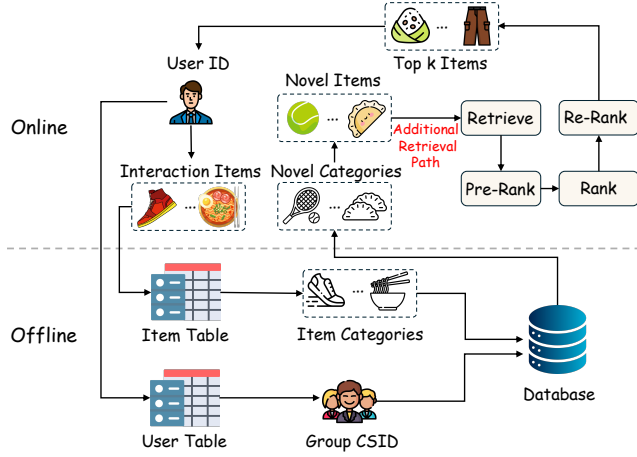 User ID
Top k Items
Novel Items
Online
Additional
Retrieval
Path
Retrieve
Re-Rank
Interaction Items
Novel Categories
Pre-Rank
Rank
Offline
Item Table
Item Categories
Database
User Table
Group CSID